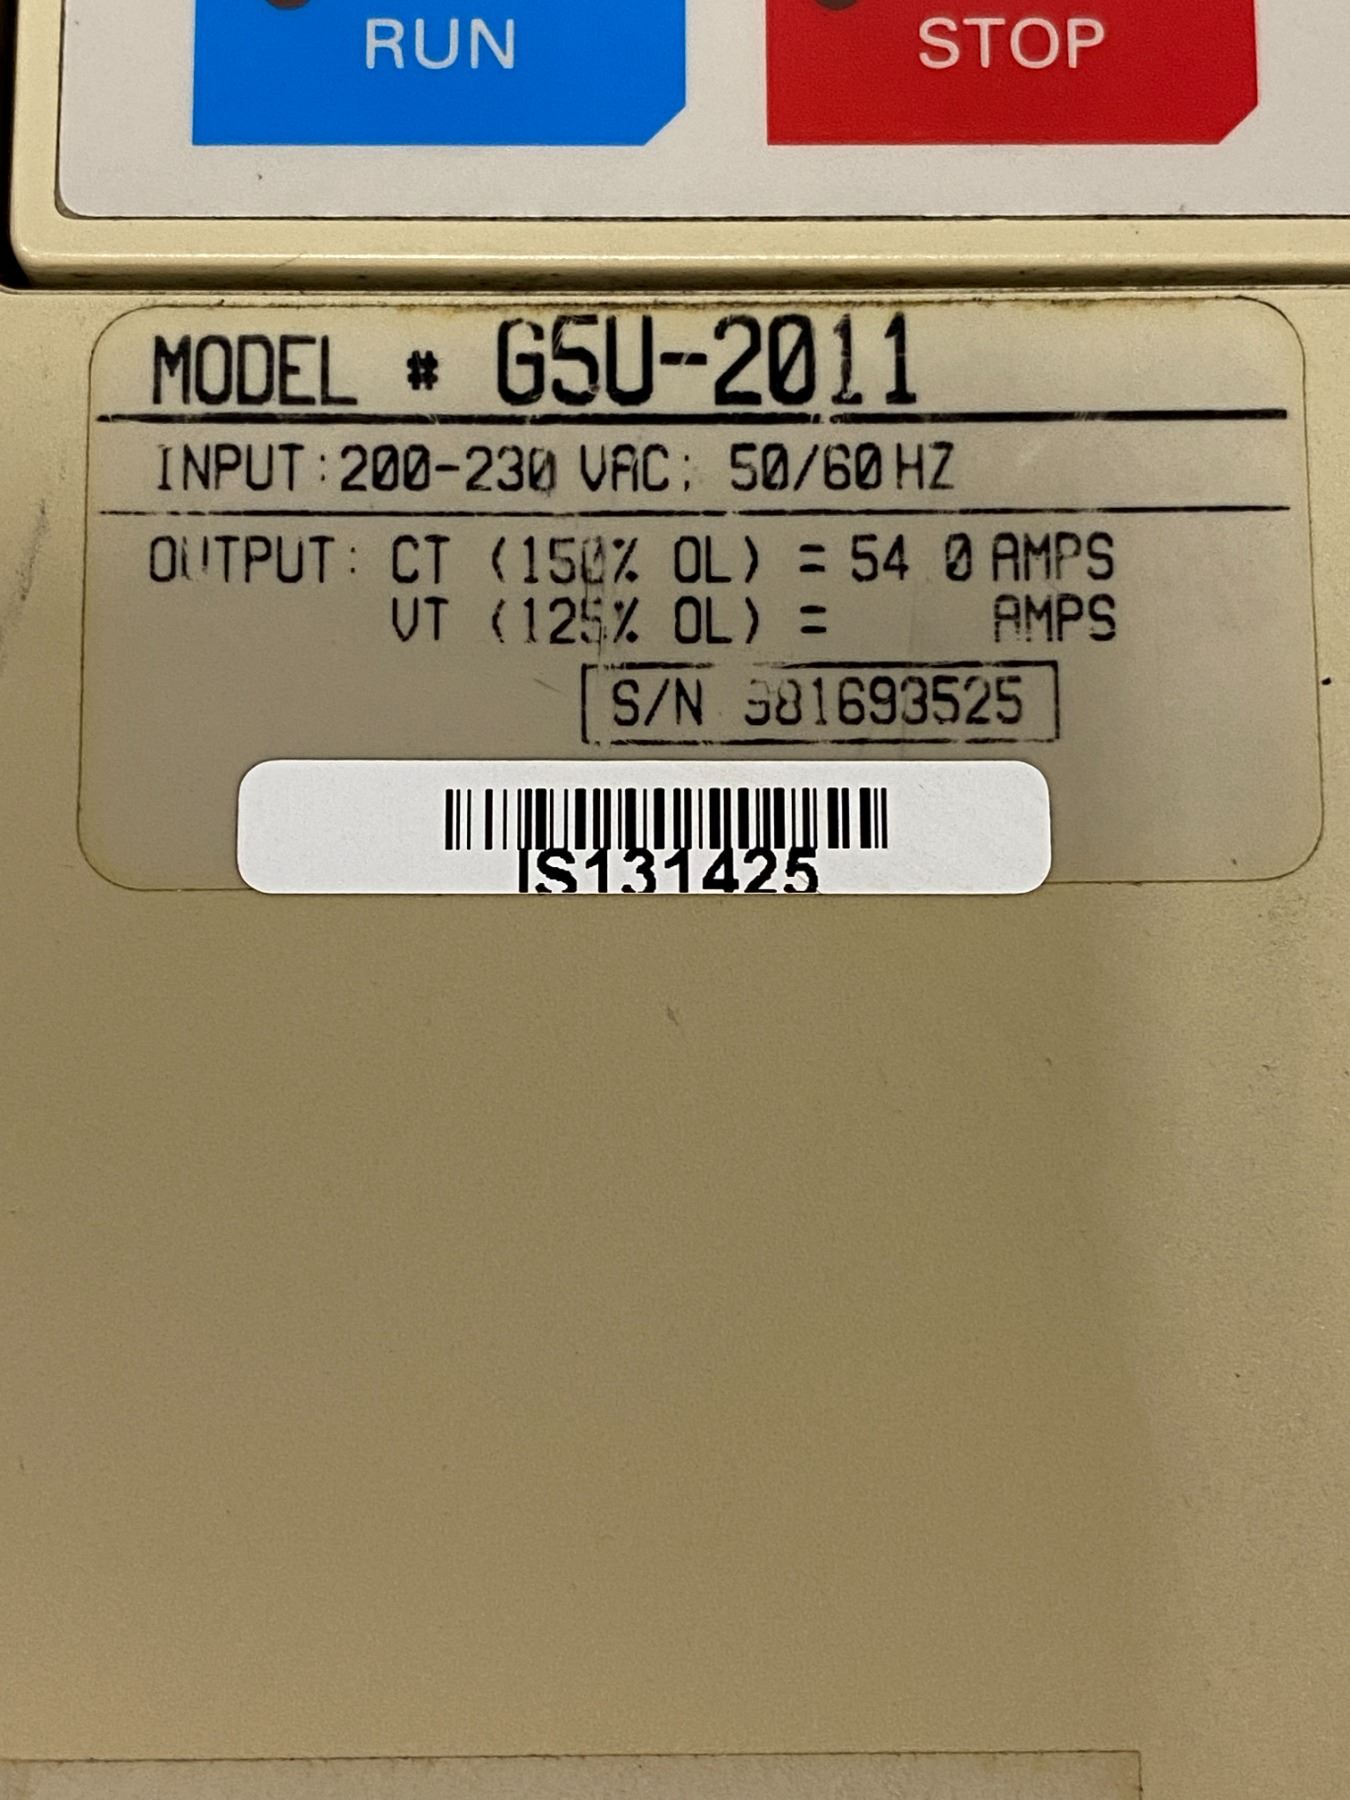 RUN STOP
MODEL # G5U-2011
INPUT: 200-230 VAC; 50/60 HZ
OUTPUT: CT (150% OL) = 54 0 AMPS
VT (125% OL) = AMPS
S/N
IS131425